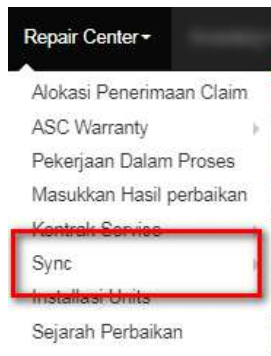 Repair Center
Alokasi Penerimaan Claim
ASC Warranty
Pekerjaan Dalam Proses
Masukkan Hasil perbaikan
Kontrak Service
Sync
Installasi Units
Sejarah Perbaikan